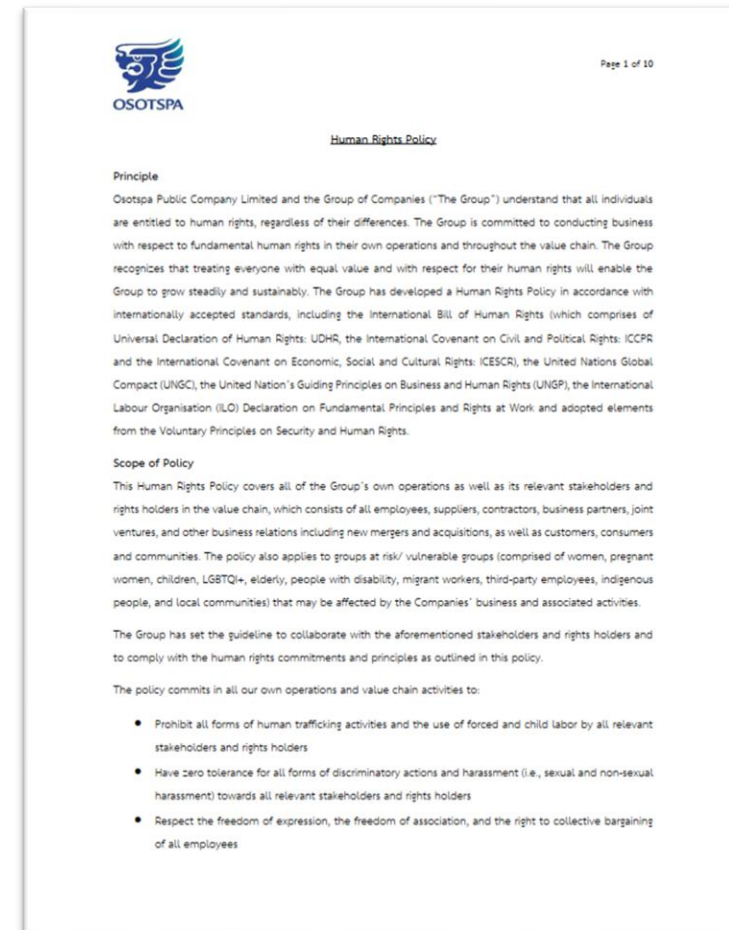 OSOTSPA
Page 1 of 10
Human Rights Policy
Principle
Osotspa Public Company Limited and the Group of Companies ("The Group") understand that all individuals
are entitled to human rights, regardless of their differences. The Group is committed to conducting business
with respect to fundamental human rights in their own operations and throughout the value chain. The Group
recognizes that treating everyone with equal value and with respect for their human rights will enable the
Group to grow steadily and sustainably. The Group has developed a Human Rights Policy in accordance with
internationally accepted standards, including the International Bill of Human Rights (which comprises of
Universal Declaration of Human Rights: UDHR, the International Covenant on Civil and Political Rights: ICCPR
and the International Covenant on Economic, Social and Cultural Rights: ICESCR), the United Nations Global
Compact (UNGC), the United Nation's Guiding Principles on Business and Human Rights (UNGP), the International
Labour Organisation (ILO) Declaration on Fundamental Principles and Rights at Work and adopted elements
from the Voluntary Principles on Security and Human Rights.
Scope of Policy
This Human Rights Policy covers all of the Group's own operations as well as its relevant stakeholders and
rights holders in the value chain, which consists of all employees, suppliers, contractors, business partners, joint
ventures, and other business relations including new mergers and acquisitions, as well as customers, consumers
and communities. The policy also applies to groups at risk/ vulnerable groups (comprised of women, pregnant
women, children, LGBTQI+, elderly, people with disability, migrant workers, third-party employees, indigenous
people, and local communities) that may be affected by the Companies' business and associated activities.
The Group has set the guideline to collaborate with the aforementioned stakeholders and rights holders and
to comply with the human rights commitments and principles as outlined in this policy.
The policy commits in all our own operations and value chain activities to:
● Prohibit all forms of human trafficking activities and the use of forced and child labor by all relevant
stakeholders and rights holders
● Have zero tolerance for all forms of discriminatory actions and harassment (i.e., sexual and non-sexual
harassment) towards all relevant stakeholders and rights holders
● Respect the freedom of expression, the freedom of association, and the right to collective bargaining
of all employees